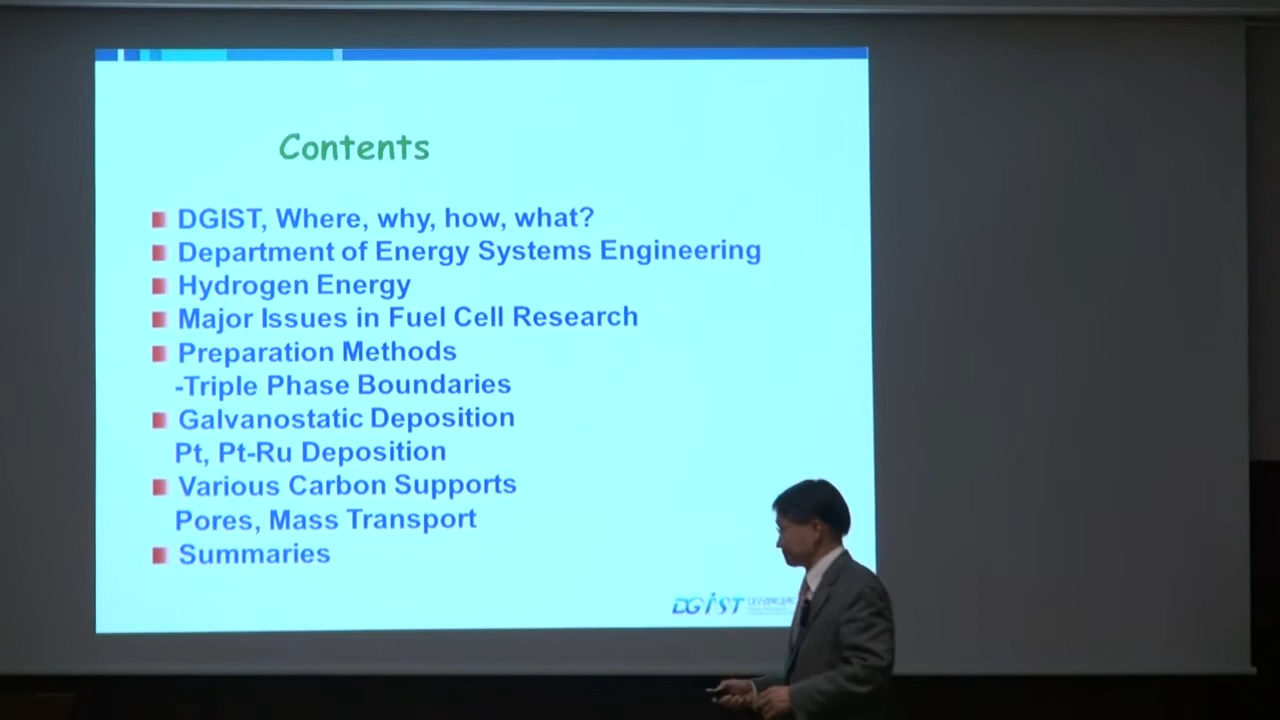 Contents
DGIST, Where, why, how, what?
Department of Energy Systems Engineering
Hydrogen Energy
Major Issues in Fuel Cell Research
Preparation Methods
-Triple Phase Boundaries
Galvanostatic Deposition
Pt, Pt-Ru Deposition
Various Carbon Supports
Pores, Mass Transport
Summaries
DGIST